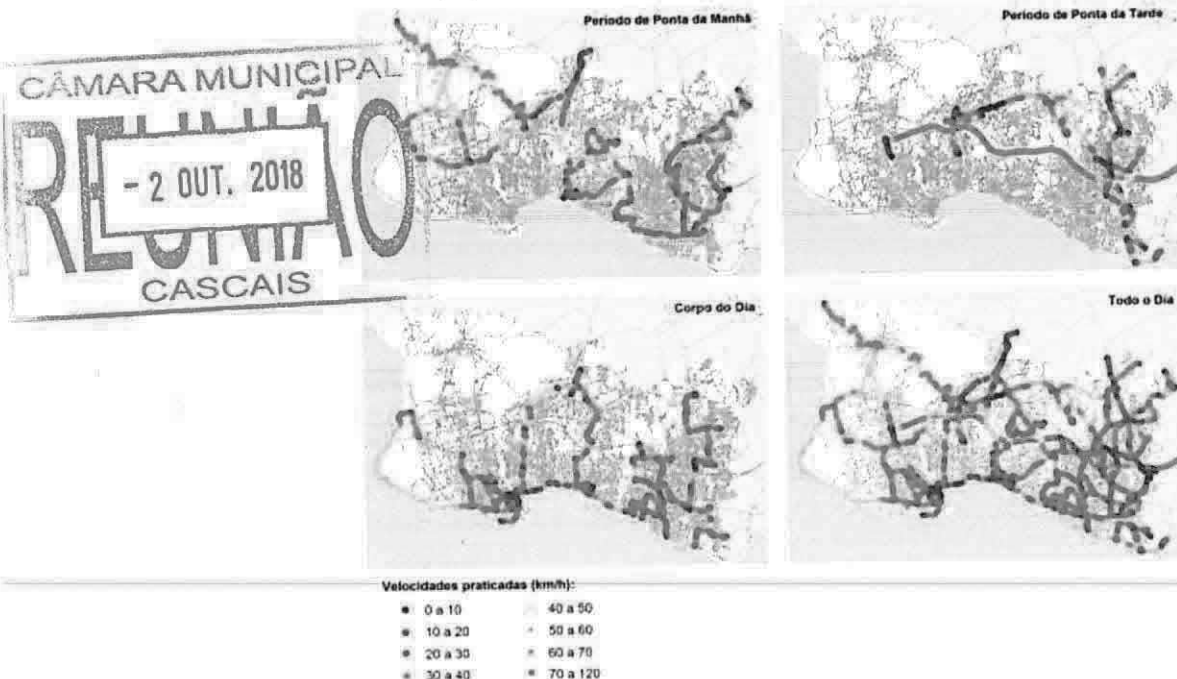 Período de Ponta da Manhã
Período de Ponta da Tarde
CÂMARA MUNICIPAL
REUNIÃO
- 2 OUT. 2018
CASCAIS
Corpo do Dia
Todo o Dia
Velocidades praticadas (km/h):
0 a 10
10 a 20
20 a 30
30 a 40
40 a 50
50 a 60
60 a 70
70 a 120